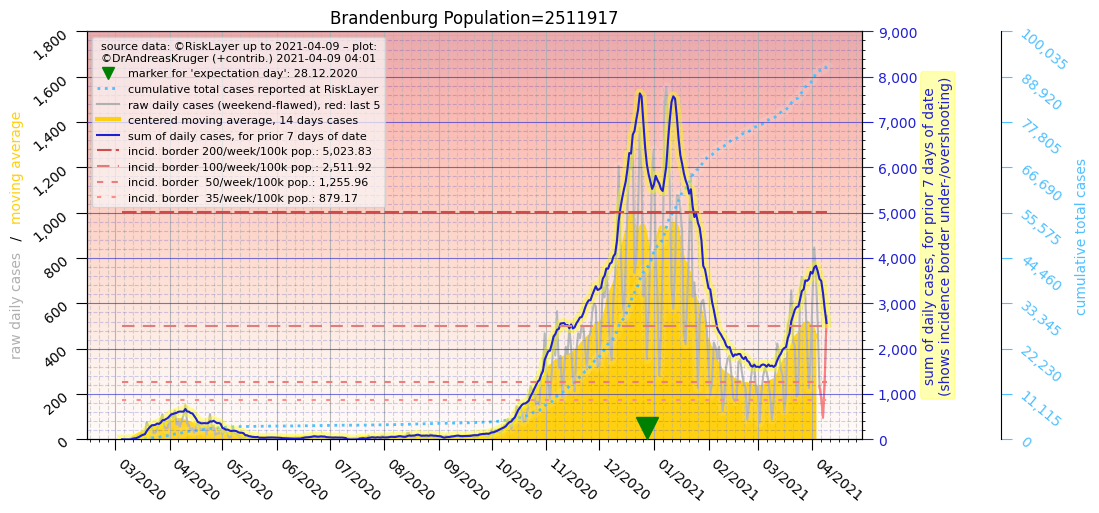 Brandenburg Population=2511917
source data: ©RiskLayer up to 2021-04-09 – plot:
©DrAndreasKruger (+contrib.) 2021-04-09 04:01
marker for 'expectation day': 28.12.2020
cumulative total cases reported at RiskLayer
raw daily cases (weekend-flawed), red: last 5
centered moving average, 14 days cases
sum of daily cases, for prior 7 days of date
incid. border 200/week/100k pop.: 5,023.83
incid. border 100/week/100k pop.: 2,511.92
incid. border  50/week/100k pop.: 1,255.96
incid. border  35/week/100k pop.: 879.17
raw daily cases  /  moving average
1,800
1,600
1,400
1,200
1,000
800
600
400
200
0
03/2020
04/2020
05/2020
06/2020
07/2020
08/2020
09/2020
10/2020
11/2020
12/2020
01/2021
02/2021
03/2021
04/2021
9,000
8,000
7,000
6,000
5,000
4,000
3,000
2,000
1,000
0
sum of daily cases, for prior 7 days of date
(shows incidence border under-/overshooting)
100,035
88,920
77,805
66,690
55,575
44,460
33,345
22,230
11,115
0
cumulative total cases